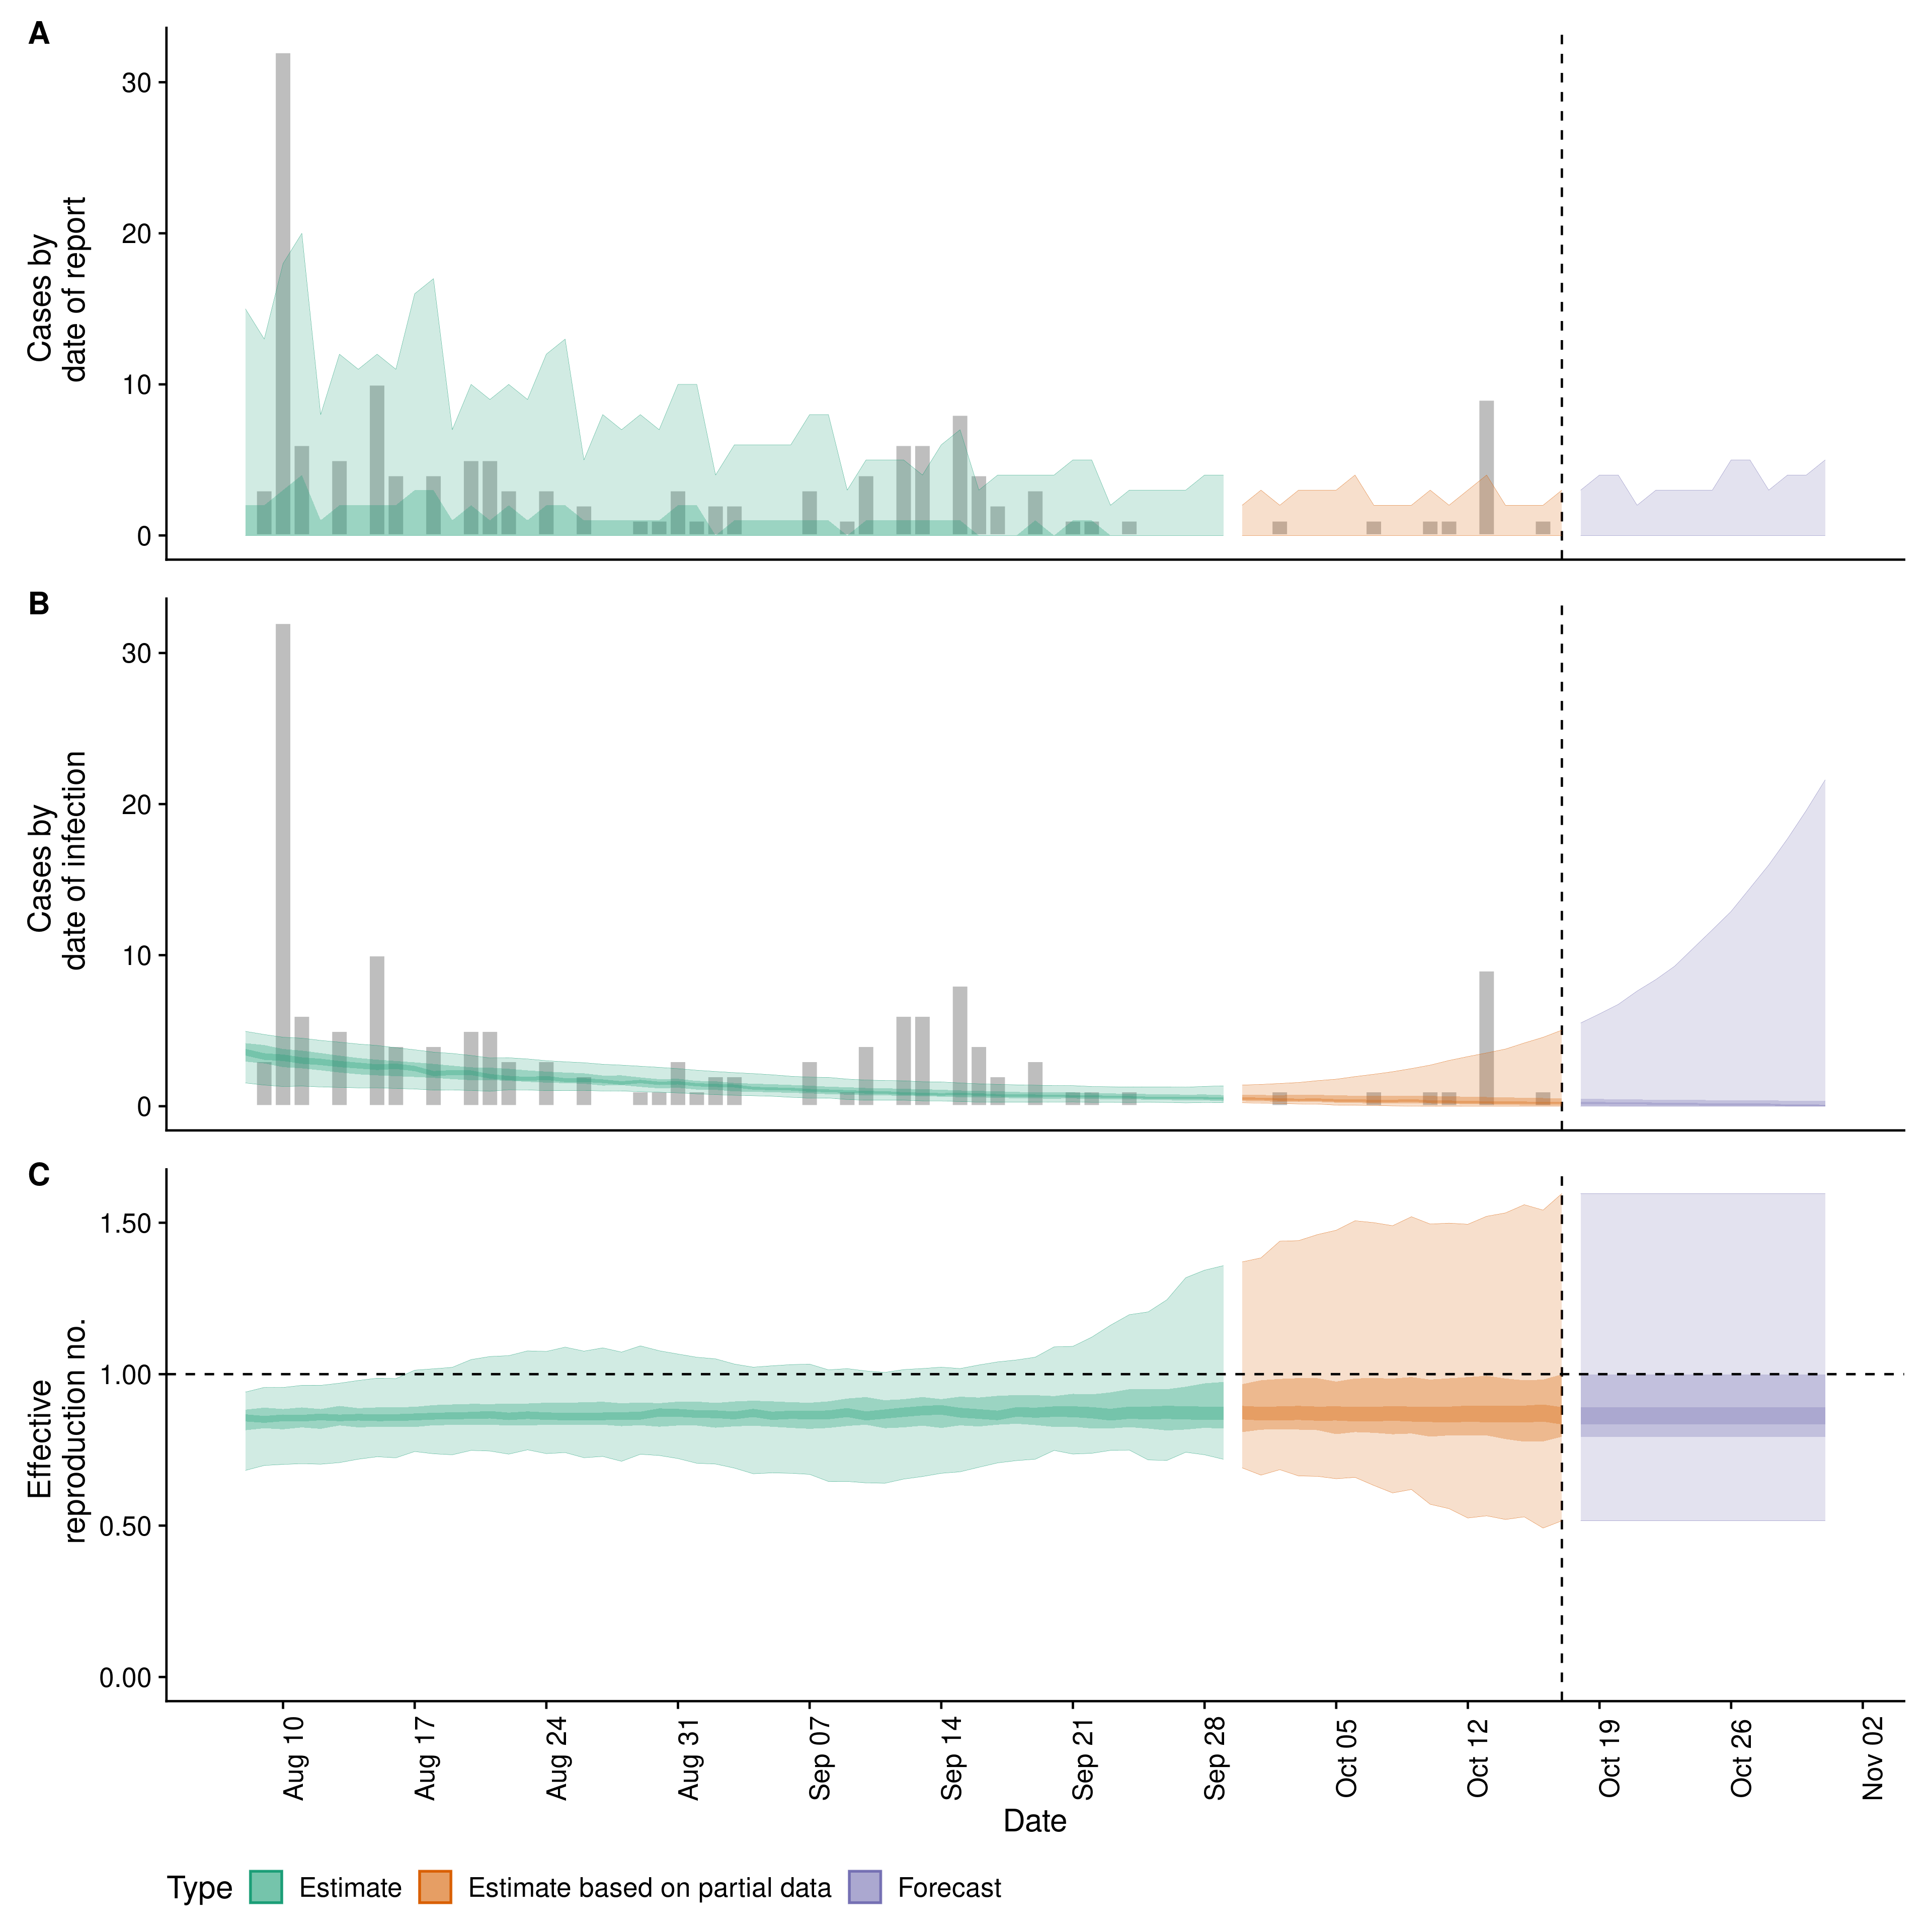 A
Cases by
date of report
30
20
10
0
B
Cases by
date of infection
30
20
10
0
C
Effective
reproduction no.
1.50
1.00
0.50
0.00
Aug 10
Aug 17
Aug 24
Aug 31
Sep 07
Sep 14
Sep 21
Sep 28
Oct 05
Oct 12
Oct 19
Oct 26
Nov 02
Date
Type Estimate Estimate based on partial data Forecast